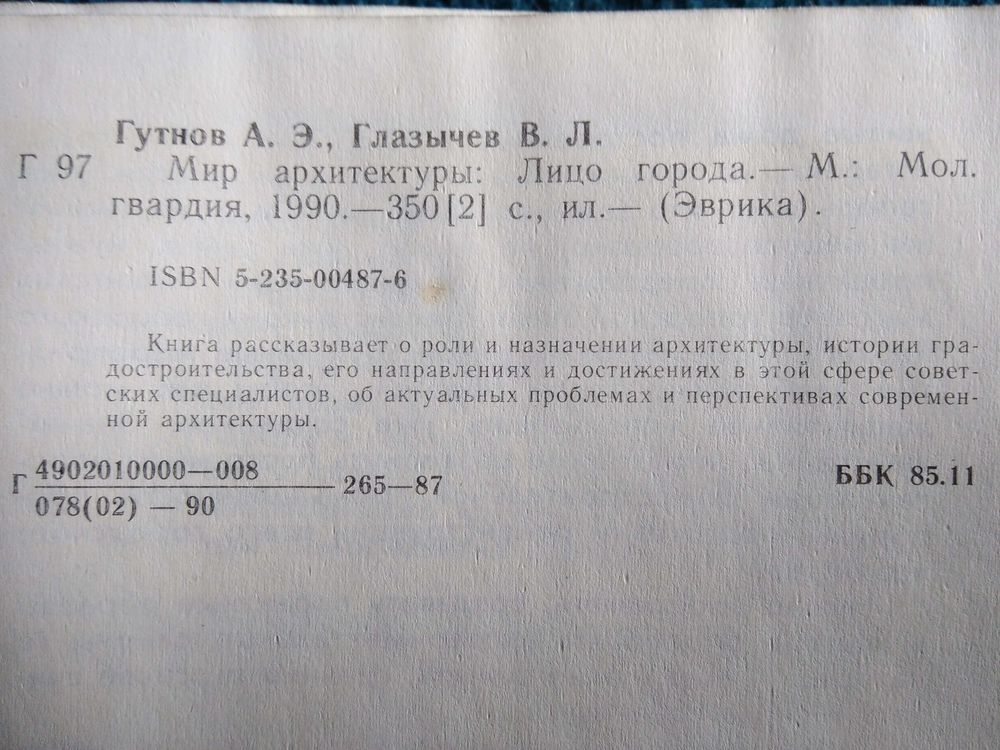 Гутнов А. Э., Глазычев В. Л.
Г 97 Мир архитектуры: Лицо города.— М.: Мол.
гвардия, 1990.—350[2] с., ил.— (Эврика).
ISBN 5-235-00487-6
Книга рассказывает о роли и назначении архитектуры, истории гра-
достроительства, его направлениях и достижениях в этой сфере совет-
ских специалистов, об актуальных проблемах и перспективах современ-
ной архитектуры.
Г 4902010000—008
078(02) — 90 265—87
ББК 85.11